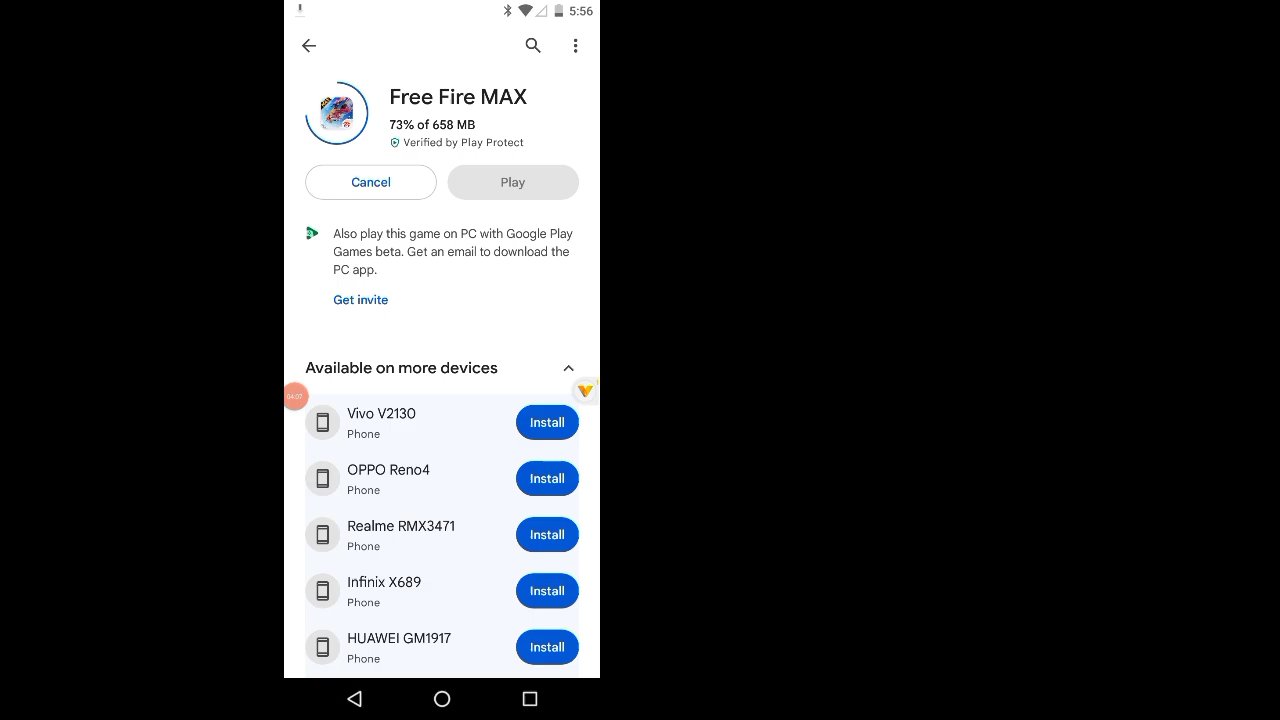 5:56
Free Fire MAX
73% of 658 MB
Verified by Play Protect
Cancel
Play
Also play this game on PC with Google Play
Games beta. Get an email to download the
PC app.
Get invite
Available on more devices
04:07
Vivo V2130
Phone
Install
OPPO Reno4
Phone
Install
Realme RMX3471
Phone
Install
Infinix X689
Phone
Install
HUAWEI GM1917
Phone
Install